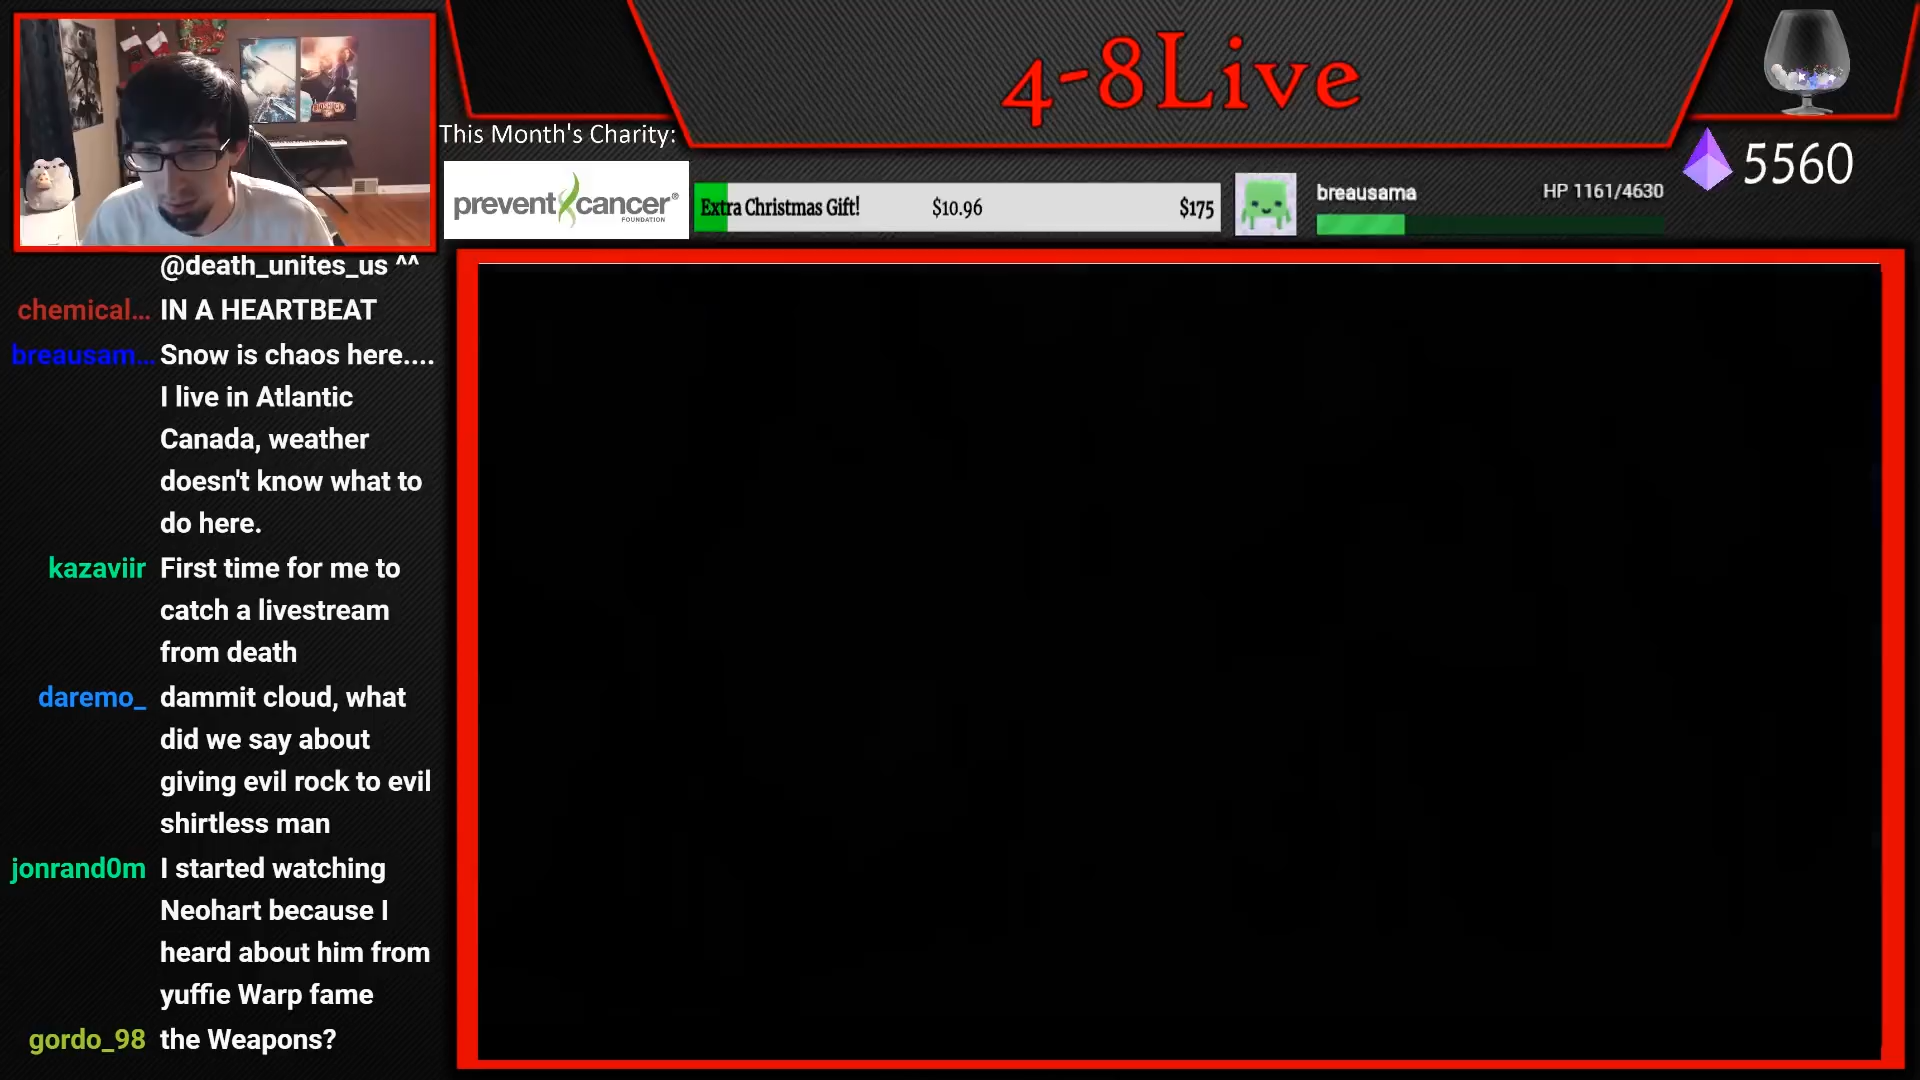 4-8Live
This Month's Charity:
prevent cancer®
FOUNDATION
Extra Christmas Gift! $10.96 $175
breausama HP 1161/4630
5560
@death_unites_us ^^
chemical... IN A HEARTBEAT
breausam... Snow is chaos here....
I live in Atlantic
Canada, weather
doesn't know what to
do here.
kazaviir First time for me to
catch a livestream
from death
daremo_ dammit cloud, what
did we say about
giving evil rock to evil
shirtless man
jonrand0m I started watching
Neohart because I
heard about him from
yuffie Warp fame
gordo_98 the Weapons?